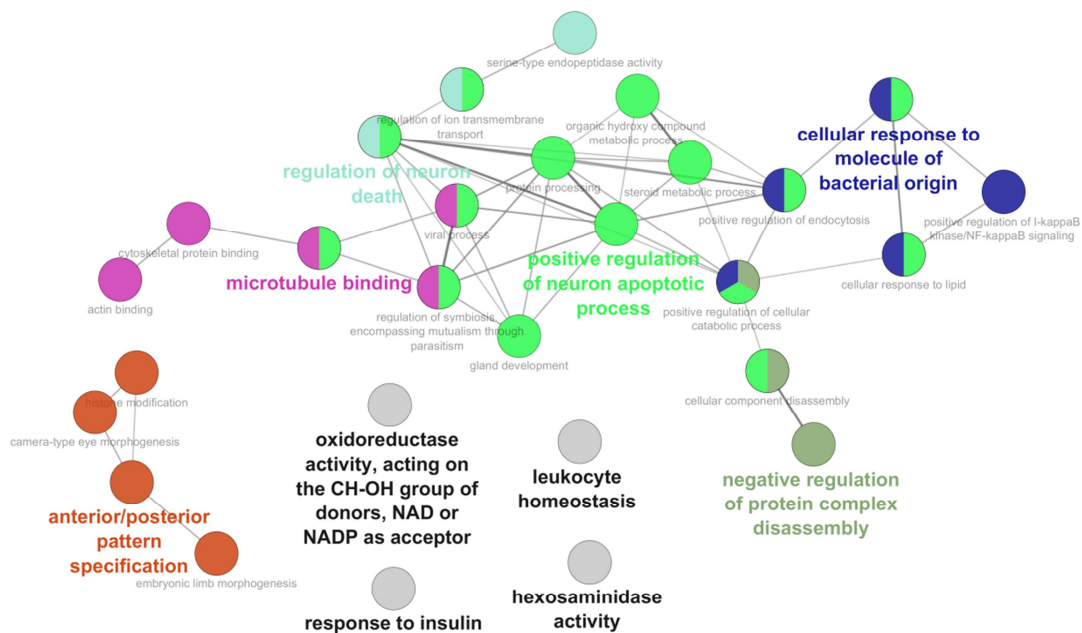 serine-type endopeptidase activity
regulation of ion transmembrane
transport
organic hydroxy compound
metabolic process
cellular response to
molecule of
bacterial origin
regulation of neuron
death
protein processing
steroid metabolic process
positive regulation of endocytosis
positive regulation of I-kappaB
kinase/NF-kappaB signaling
viral process
cytoskeletal protein binding
microtubule binding
positive regulation
of neuron apoptotic
process
cellular response to lipid
actin binding
regulation of symbiosis,
encompassing mutualism through
parasitism
positive regulation of cellular
catabolic process
gland development
cellular component disassembly
histone modification
camera-type eye morphogenesis
anterior/posterior
pattern
specification
embryonic limb morphogenesis
oxidoreductase
activity, acting on
the CH-OH group of
donors, NAD or
NADP as acceptor
leukocyte
homeostasis
negative regulation
of protein complex
disassembly
response to insulin
hexosaminidase
activity